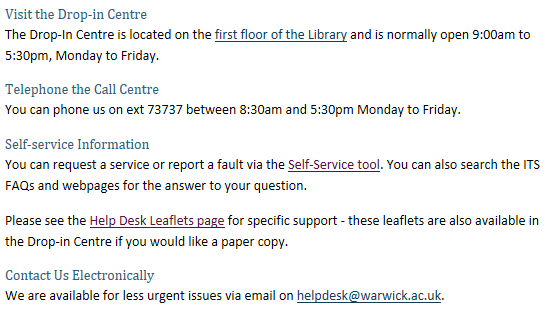 Visit the Drop-in Centre
The Drop-In Centre is located on the first floor of the Library and is normally open 9:00am to
5:30pm, Monday to Friday.
Telephone the Call Centre
You can phone us on ext 73737 between 8:30am and 5:30pm Monday to Friday.
Self-service Information
You can request a service or report a fault via the Self-Service tool. You can also search the ITS
FAQs and webpages for the answer to your question.
Please see the Help Desk Leaflets page for specific support - these leaflets are also available in
the Drop-in Centre if you would like a paper copy.
Contact Us Electronically
We are available for less urgent issues via email on helpdesk@warwick.ac.uk.